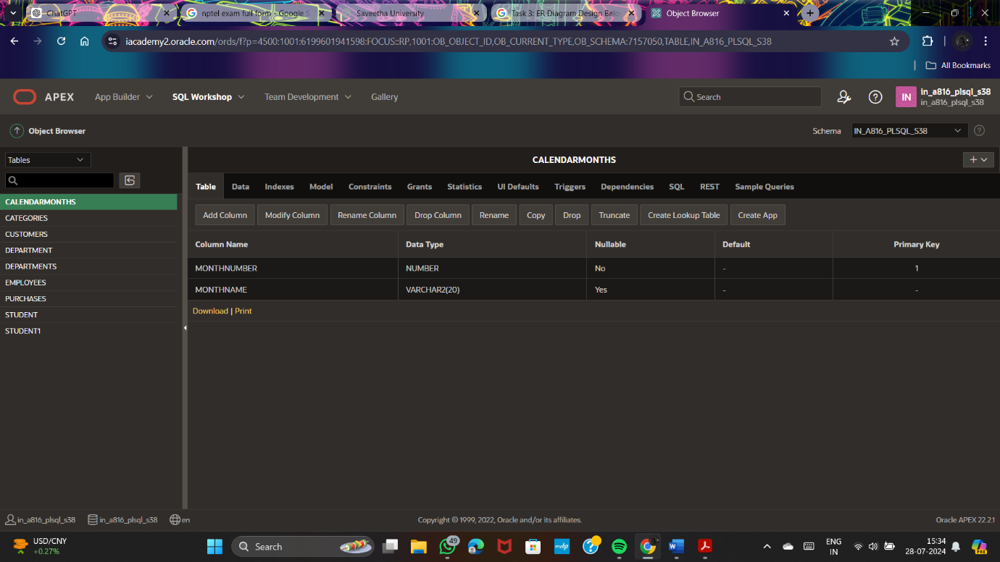 ChatGPT
nptel exam full form - Google S
Saveetha University
Task 3: ER Diagram Design Belo
Object Browser
iacademy2.oracle.com/ords/f?p=4500:1001:6199601941598:FOCUS::RP,1001:OB_OBJECT_ID,OB_CURRENT_TYPE,OB_SCHEMA:7157050,TABLE,IN_A816_PLSQL_S38
All Bookmarks
APEX App Builder SQL Workshop Team Development Gallery Search IN in_a816_plsql_s38
in_a816_plsql_s38
Object Browser Schema IN_A816_PLSQL_S38
Tables
CALENDARMONTHS
CATEGORIES
CUSTOMERS
DEPARTMENT
DEPARTMENTS
EMPLOYEES
PURCHASES
STUDENT
STUDENT1
CALENDARMONTHS
Table Data Indexes Model Constraints Grants Statistics UI Defaults Triggers Dependencies SQL REST Sample Queries
Add Column Modify Column Rename Column Drop Column Rename Copy Drop Truncate Create Lookup Table Create App
Column Name Data Type Nullable Default Primary Key
MONTHNUMBER NUMBER No - 1
MONTHNAME VARCHAR2(20) Yes - -
Download | Print
in_a816_plsql_s38 in_a816_plsql_s38 en Copyright © 1999, 2022, Oracle and/or its affiliates. Oracle APEX 22.2.1
USD/CNY
+0.27%
Search
49
myhp
ENG
IN
15:34
28-07-2024
PRE